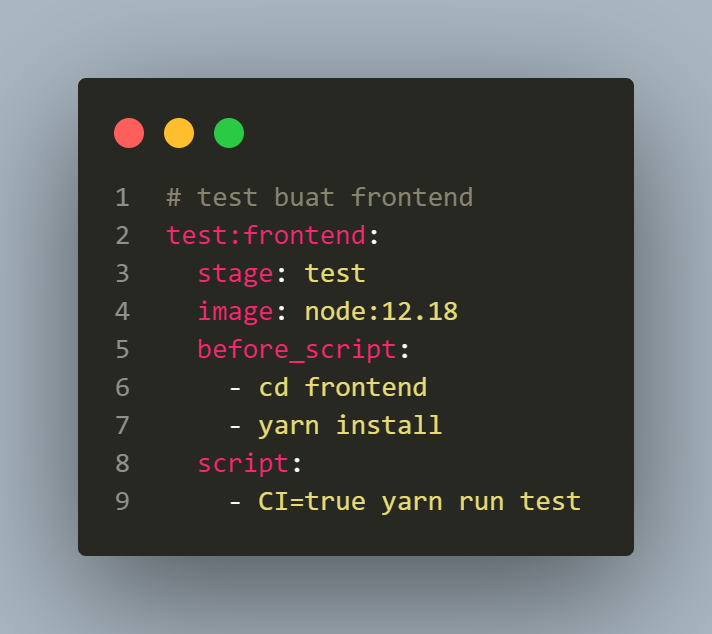 1 # test buat frontend
2 test:frontend:
3   stage: test
4   image: node:12.18
5   before_script:
6     - cd frontend
7     - yarn install
8   script:
9     - CI=true yarn run test